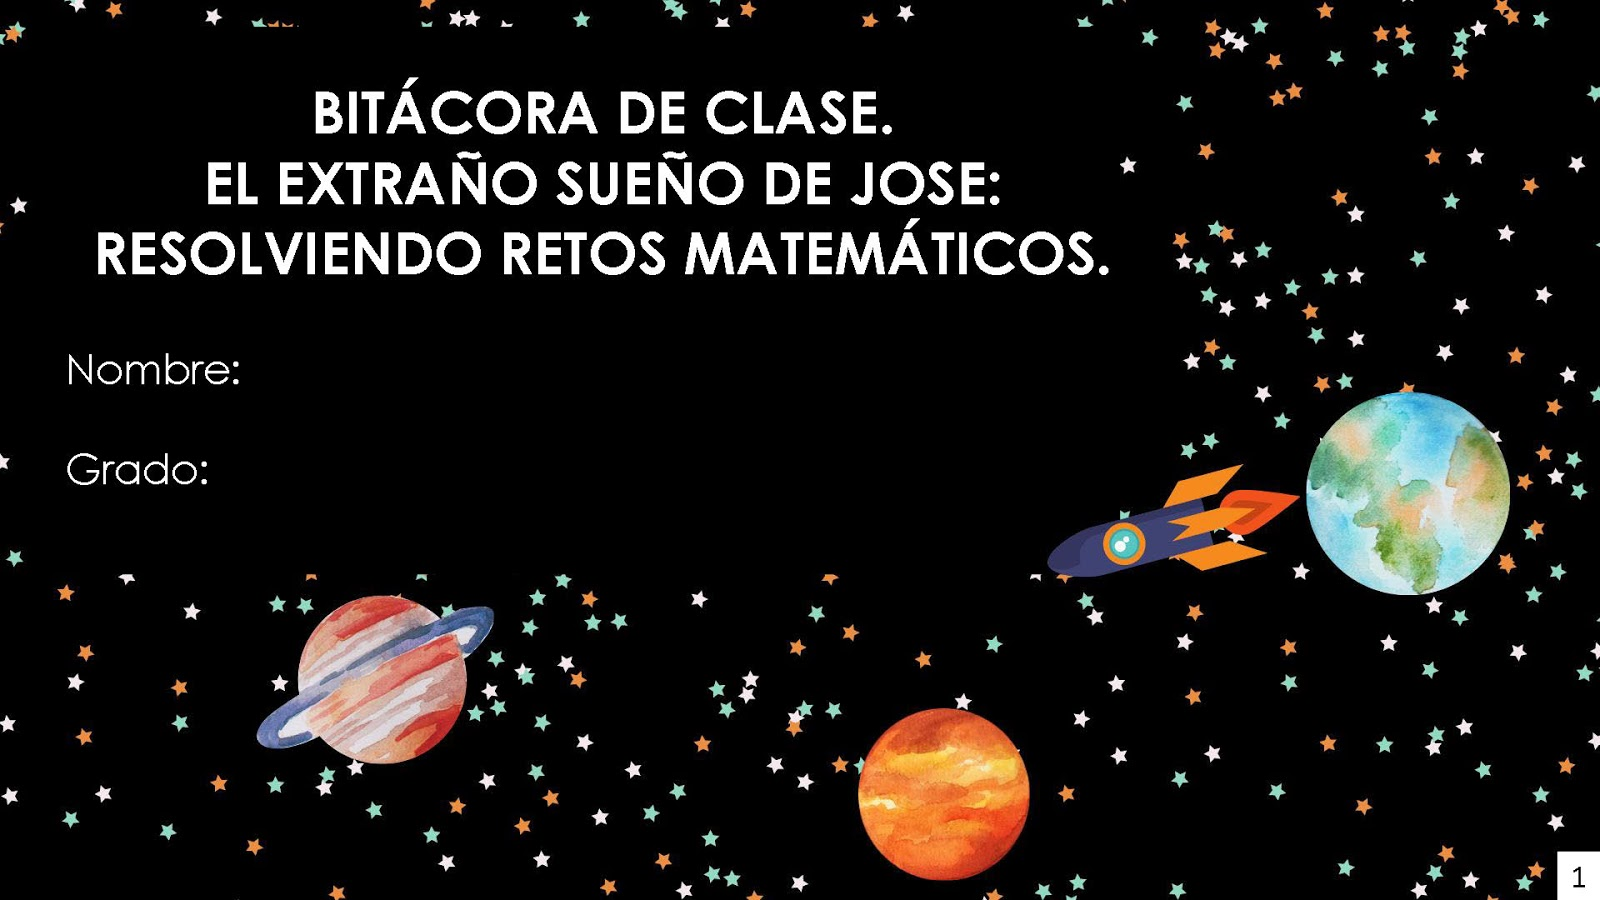 BITÁCORA DE CLASE.
EL EXTRAÑO SUEÑO DE JOSE:
RESOLVIENDO RETOS MATEMÁTICOS.
Nombre:
Grado:
1